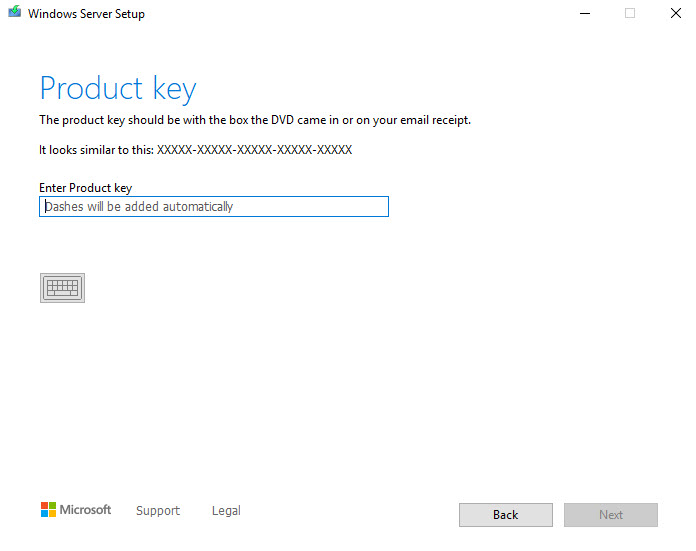 Windows Server Setup
Product key
The product key should be with the box the DVD came in or on your email receipt.
It looks similar to this: XXXXX-XXXXX-XXXXX-XXXXX-XXXXX
Enter Product key
Dashes will be added automatically
Microsoft Support Legal
Back Next